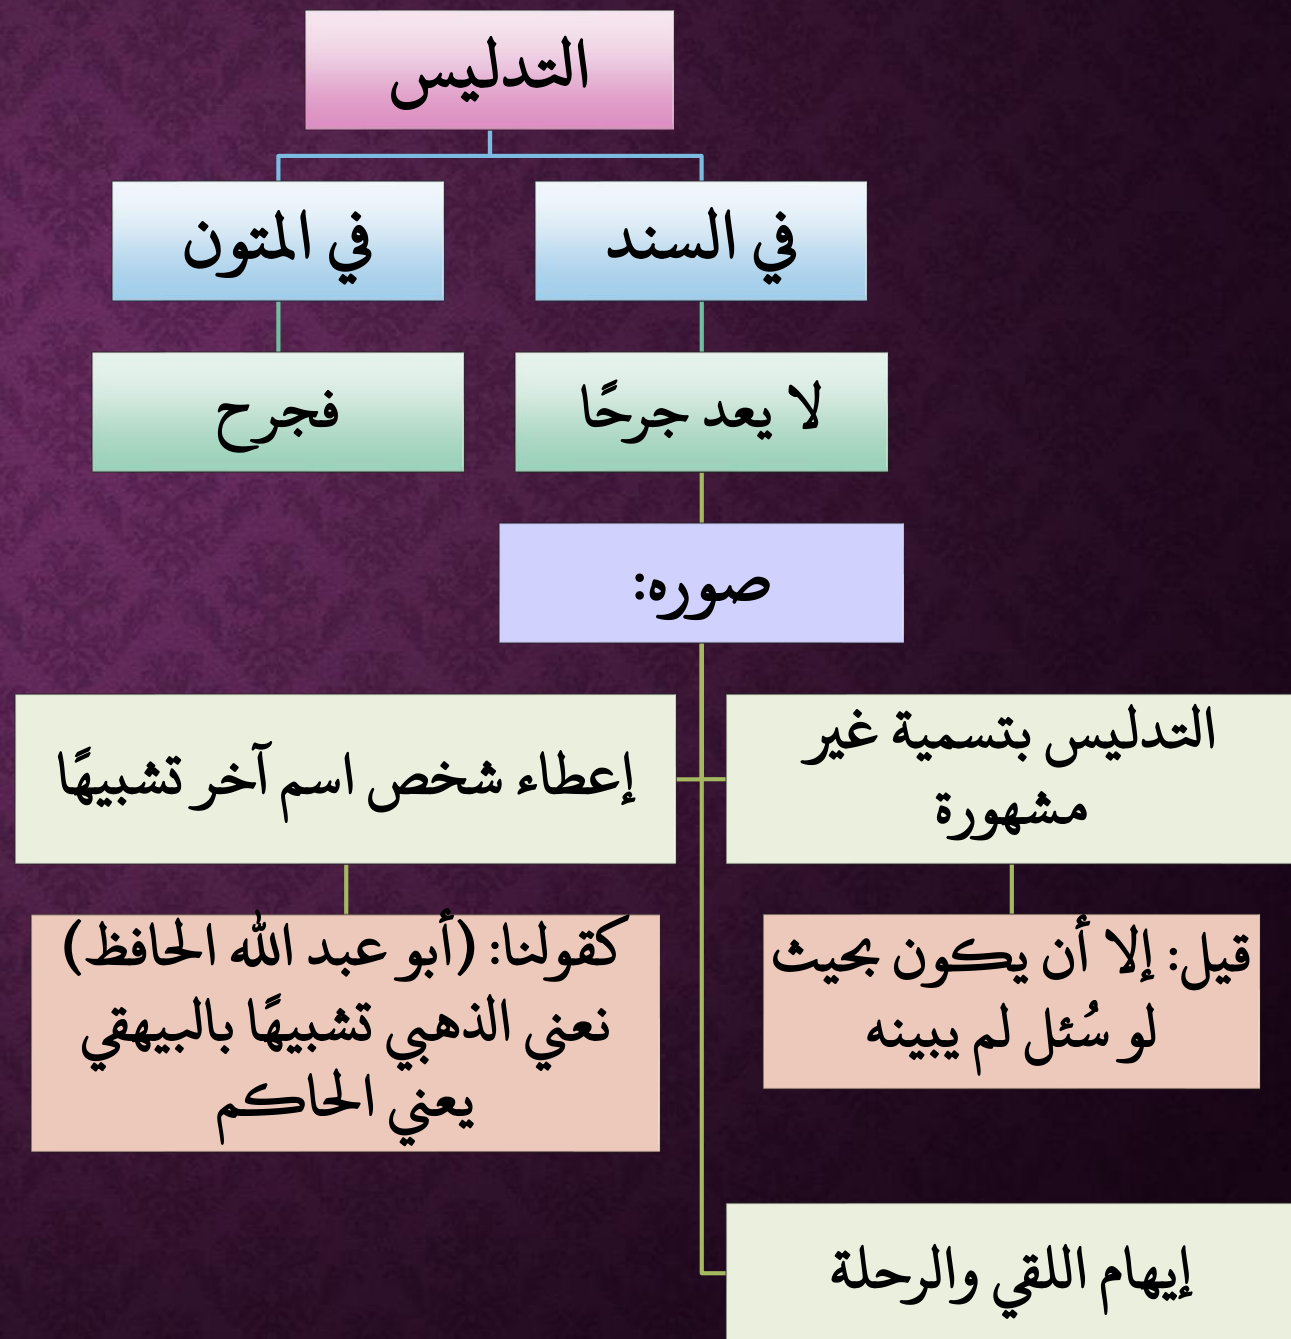 التدليس
في السند
في المتون
لا يعد جرحًا
فجرح
صوره:
التدليس بتسمية غير
مشهورة
إعطاء شخص اسم آخر تشبيهًا
قيل: إلا أن يكون بحيث
لو سُئل لم يبينه
كقولنا: (أبو عبد الله الحافظ)
نعني الذهبي تشبيهًا بالبيهقي
يعني الحاكم
إيهام اللقي والرحلة